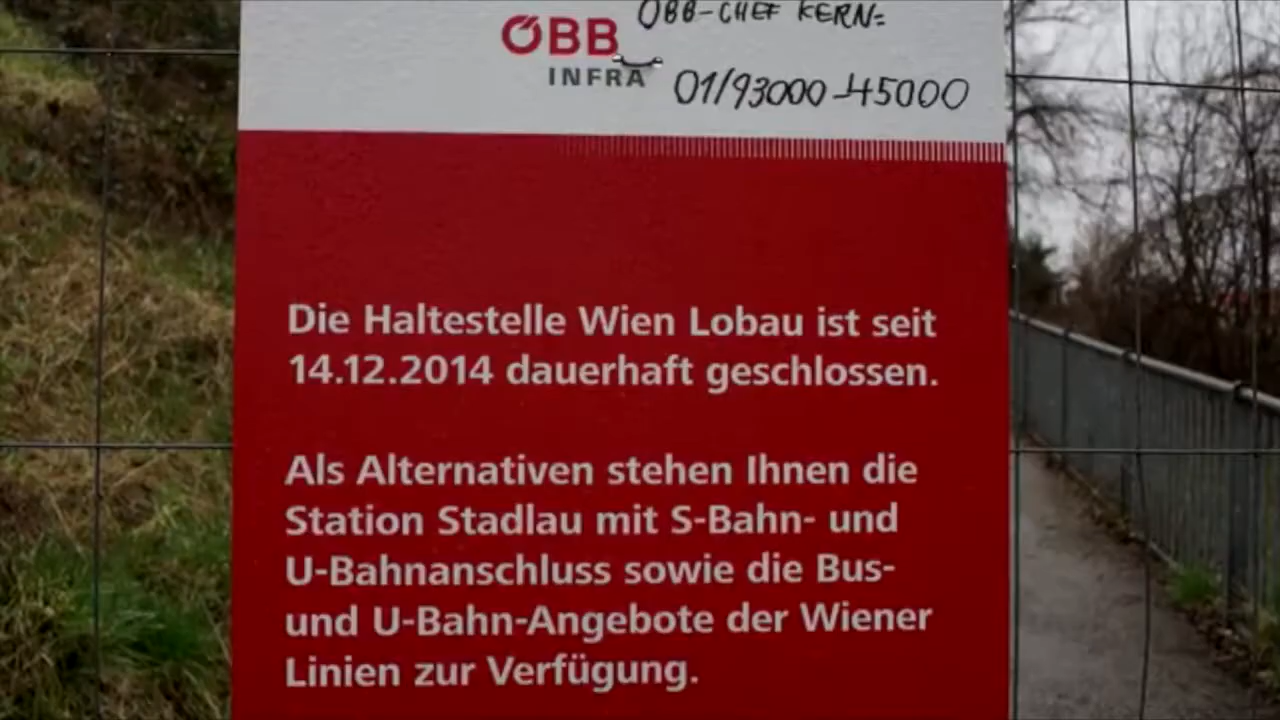 ÖBB-CHEF KERN:
ÖBB
INFRA
01/93000-45000
Die Haltestelle Wien Lobau ist seit
14.12.2014 dauerhaft geschlossen.
Als Alternativen stehen Ihnen die
Station Stadlau mit S-Bahn- und
U-Bahnanschluss sowie die Bus-
und U-Bahn-Angebote der Wiener
Linien zur Verfügung.